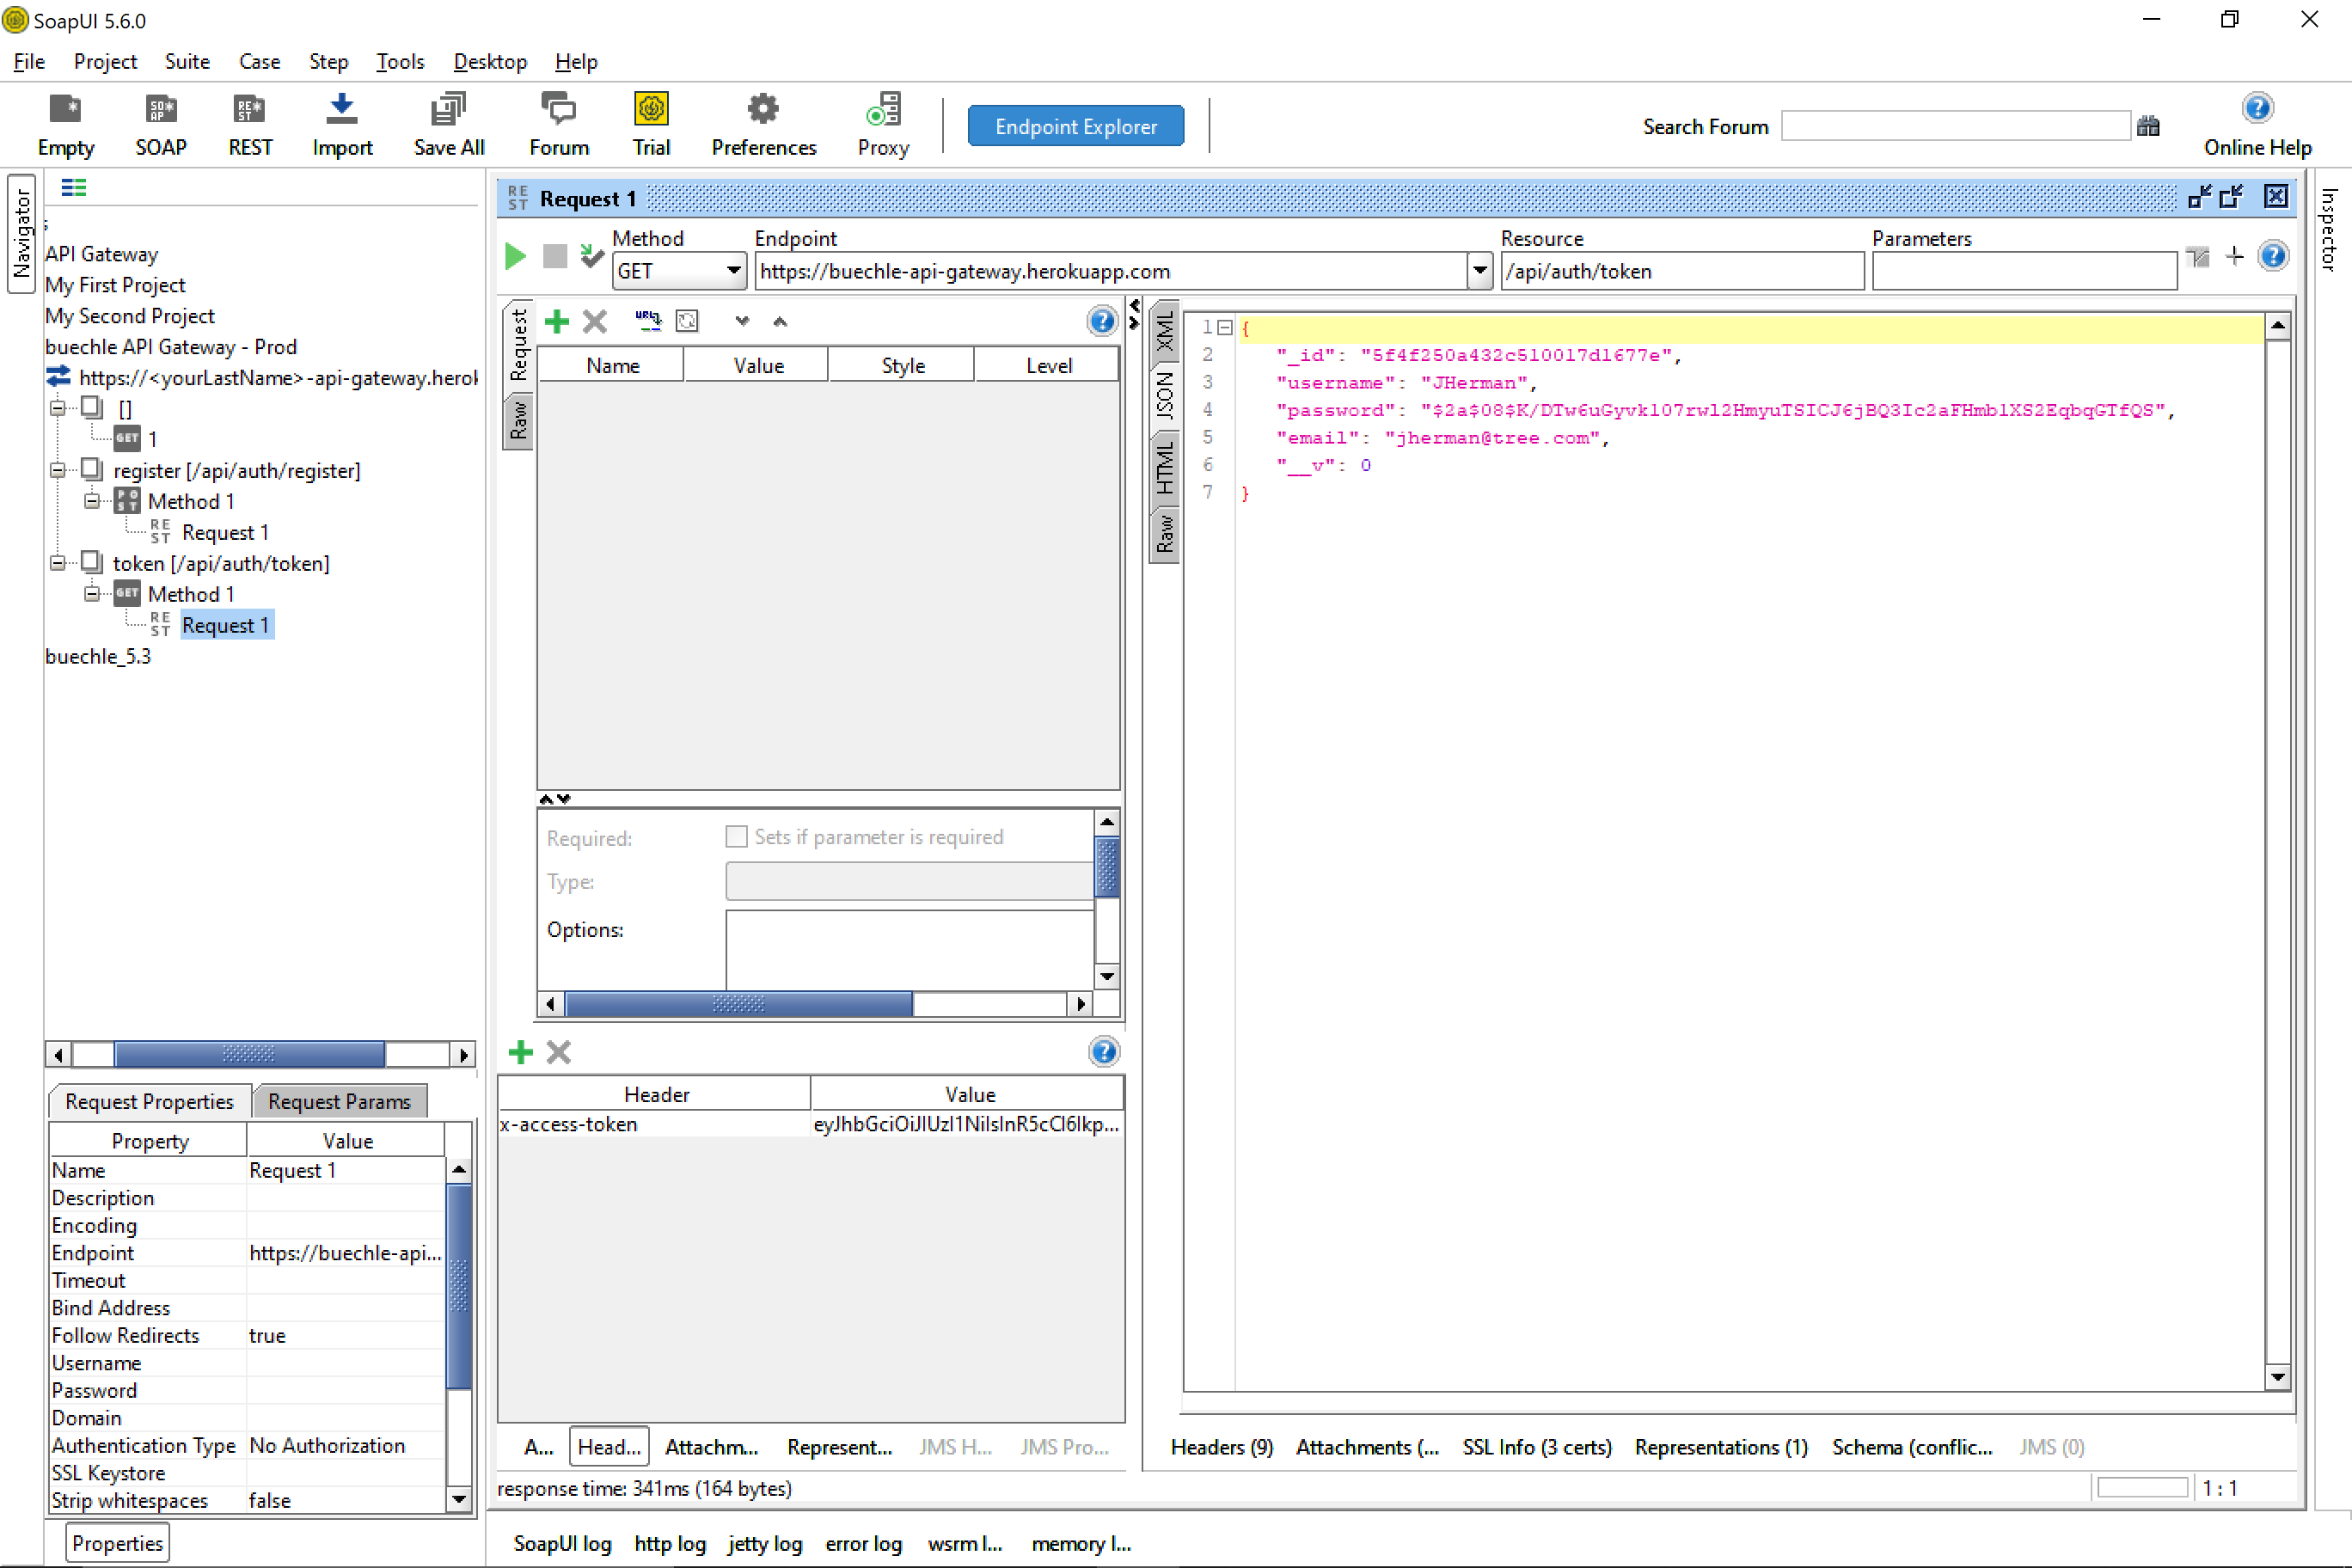 SoapUI 5.6.0
File Project Suite Case Step Tools Desktop Help
Empty SOAP REST Import Save All Forum Trial Preferences Proxy Endpoint Explorer Search Forum Online Help
Navigator
Inspector
API Gateway
My First Project
My Second Project
buechle API Gateway - Prod
https://<yourLastName>-api-gateway.herok
[]
GET 1
register [/api/auth/register]
POST Method 1
REST Request 1
token [/api/auth/token]
GET Method 1
REST Request 1
buechle_5.3
Request Properties Request Params
Property Value
Name Request 1
Description
Encoding
Endpoint https://buechle-api...
Timeout
Bind Address
Follow Redirects true
Username
Password
Domain
Authentication Type No Authorization
SSL Keystore
Strip whitespaces false
Properties
REST Request 1
Method Endpoint Resource Parameters
GET https://buechle-api-gateway.herokuapp.com /api/auth/token
Request
Raw
Name Value Style Level
Required: Sets if parameter is required
Type:
Options:
Header Value
x-access-token eyJhbGciOiJIUzI1NiIsInR5cCI6Ikp...
A... Head... Attachm... Represent... JMS H... JMS Pro...
response time: 341ms (164 bytes)
XML
JSON
HTML
Raw
1 {
2 "_id": "5f4f250a432c510017d1677e",
3 "username": "JHerman",
4 "password": "$2a$08$K/DTw6uGyvkl07rwl2HmyuTSICJ6jBQ3Ic2aFHmblXS2EqbqGTfQS",
5 "email": "jherman@tree.com",
6 "__v": 0
7 }
Headers (9) Attachments (... SSL Info (3 certs) Representations (1) Schema (conflic... JMS (0)
1 : 1
SoapUI log http log jetty log error log wsrm l... memory l...